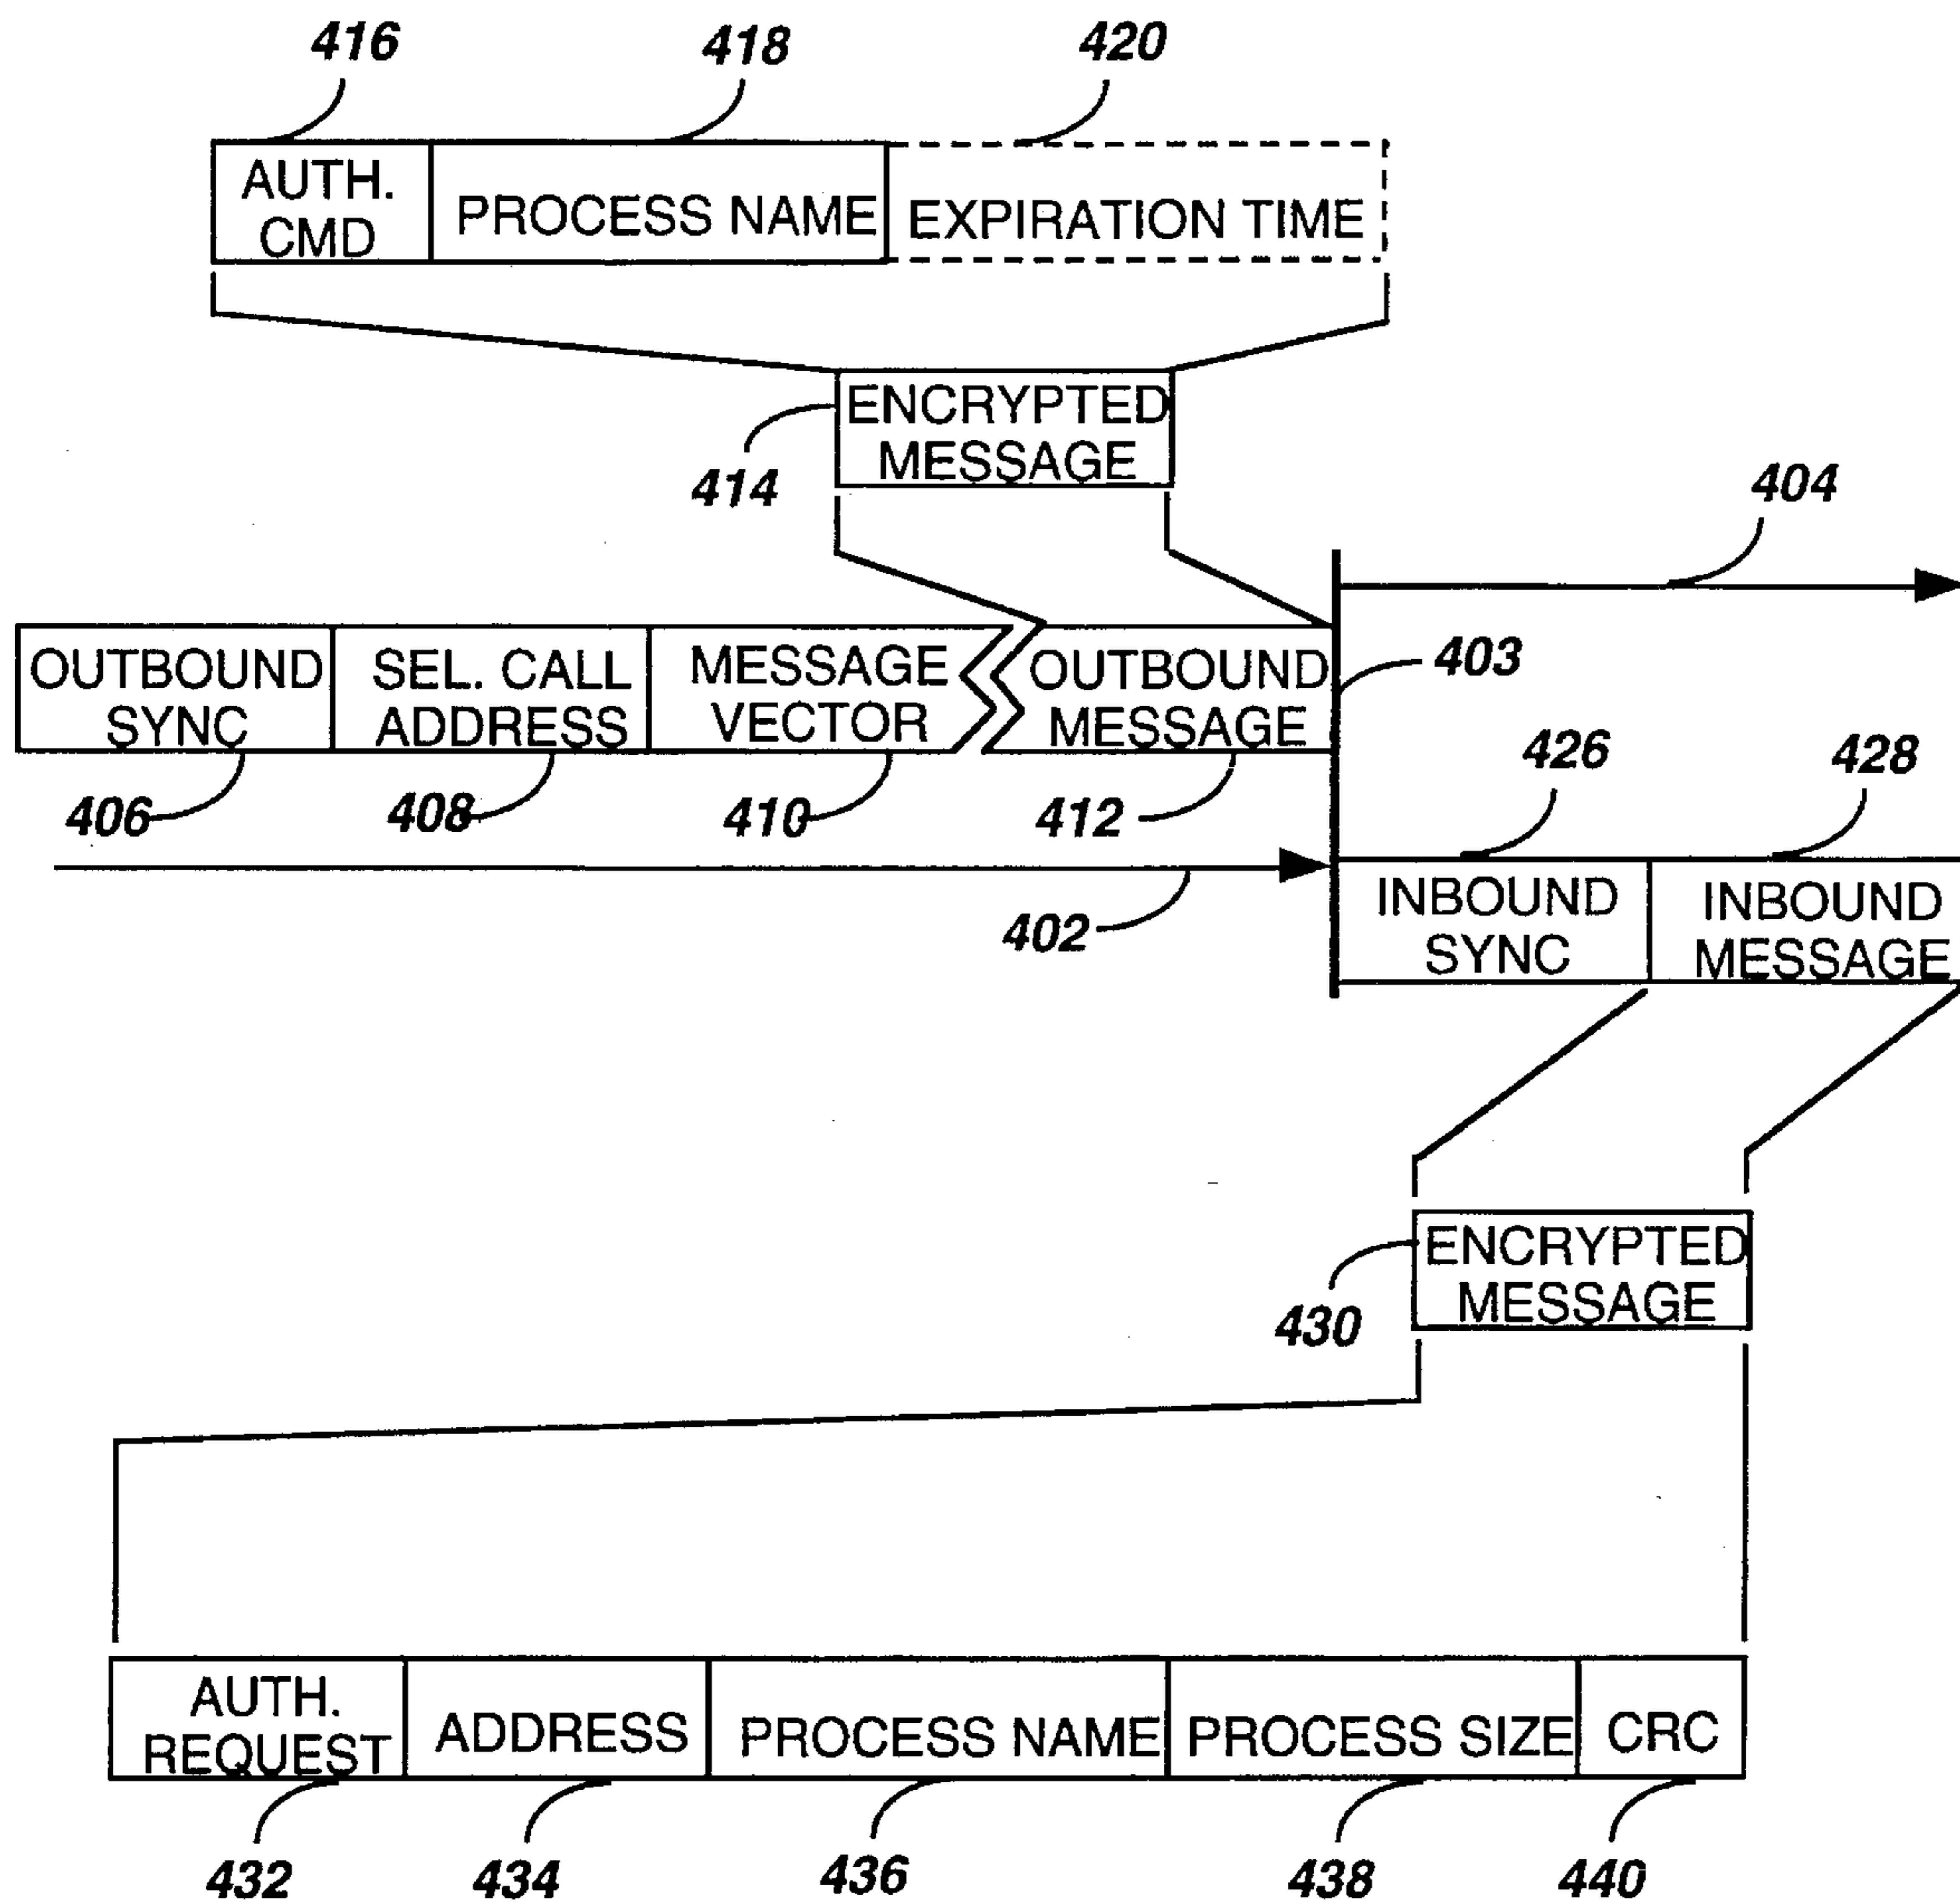 416
418
420
AUTH.
CMD
PROCESS NAME
EXPIRATION TIME
ENCRYPTED
MESSAGE
414
404
OUTBOUND
SYNC
SEL. CALL
ADDRESS
MESSAGE
VECTOR
OUTBOUND
MESSAGE
403
406
408
410
412
426
428
402
INBOUND
SYNC
INBOUND
MESSAGE
ENCRYPTED
MESSAGE
430
AUTH.
REQUEST
ADDRESS
PROCESS NAME
PROCESS SIZE
CRC
432
434
436
438
440